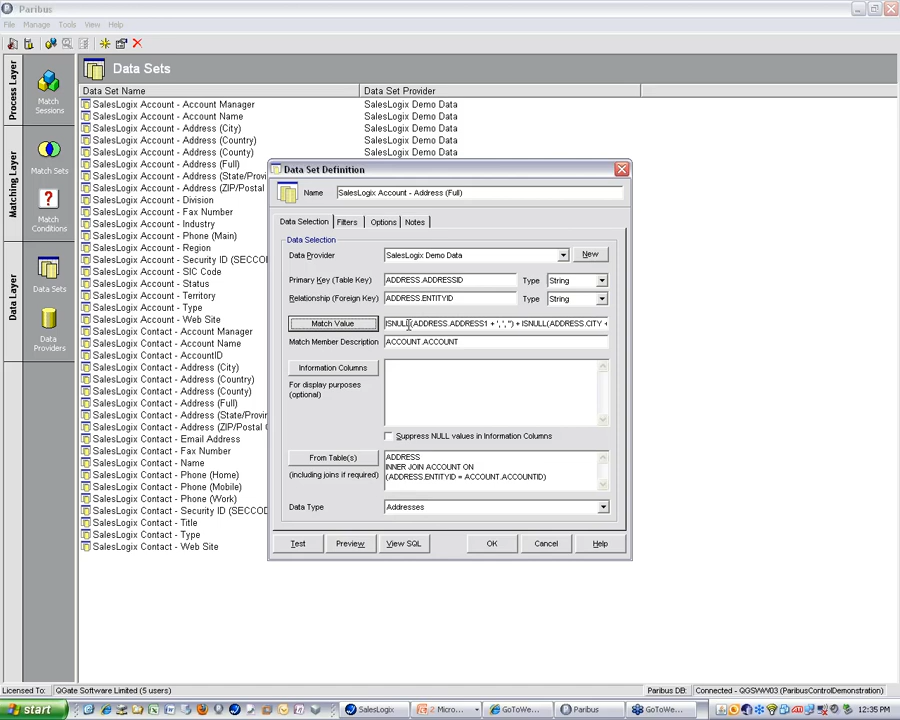 Paribus
File Manage Tools View Help
Data Sets
Data Set Name Data Set Provider
Process Layer
Matching Layer
Data Layer
Match Sessions
Match Sets
Match Conditions
Data Sets
Data Providers
SalesLogix Account - Account Manager SalesLogix Demo Data
SalesLogix Account - Account Name SalesLogix Demo Data
SalesLogix Account - Address (City) SalesLogix Demo Data
SalesLogix Account - Address (Country) SalesLogix Demo Data
SalesLogix Account - Address (County) SalesLogix Demo Data
SalesLogix Account - Address (Full)
SalesLogix Account - Address (State/Provi
SalesLogix Account - Address (ZIP/Postal
SalesLogix Account - Division
SalesLogix Account - Fax Number
SalesLogix Account - Industry
SalesLogix Account - Phone (Main)
SalesLogix Account - Region
SalesLogix Account - Security ID (SECCOD
SalesLogix Account - SIC Code
SalesLogix Account - Status
SalesLogix Account - Territory
SalesLogix Account - Type
SalesLogix Account - Web Site
SalesLogix Contact - Account Manager
SalesLogix Contact - Account Name
SalesLogix Contact - AccountID
SalesLogix Contact - Address (City)
SalesLogix Contact - Address (Country)
SalesLogix Contact - Address (County)
SalesLogix Contact - Address (Full)
SalesLogix Contact - Address (State/Provin
SalesLogix Contact - Address (ZIP/Postal C
SalesLogix Contact - Email Address
SalesLogix Contact - Fax Number
SalesLogix Contact - Name
SalesLogix Contact - Phone (Home)
SalesLogix Contact - Phone (Mobile)
SalesLogix Contact - Phone (Work)
SalesLogix Contact - Security ID (SECCOD
SalesLogix Contact - Title
SalesLogix Contact - Type
SalesLogix Contact - Web Site
Data Set Definition
Name SalesLogix Account - Address (Full)
Data Selection Filters Options Notes
Data Selection
Data Provider SalesLogix Demo Data New
Primary Key (Table Key) ADDRESS.ADDRESSID Type String
Relationship (Foreign Key) ADDRESS.ENTITYID Type String
Match Value ISNULL(ADDRESS.ADDRESS1 + ', ', '') + ISNULL(ADDRESS.CITY +
Match Member Description ACCOUNT.ACCOUNT
Information Columns
For display purposes
(optional)
Suppress NULL values in Information Columns
From Table(s) ADDRESS
INNER JOIN ACCOUNT ON
(including joins if required) (ADDRESS.ENTITYID = ACCOUNT.ACCOUNTID)
Data Type Addresses
Test Preview View SQL OK Cancel Help
Licensed To: QGate Software Limited (5 Users) Paribus DB: Connected - QGSVWV03 (ParibusControlDemonstration)
start SalesLogix 2 Micro... GoToWe... Paribus GoToWe... 12:35 PM